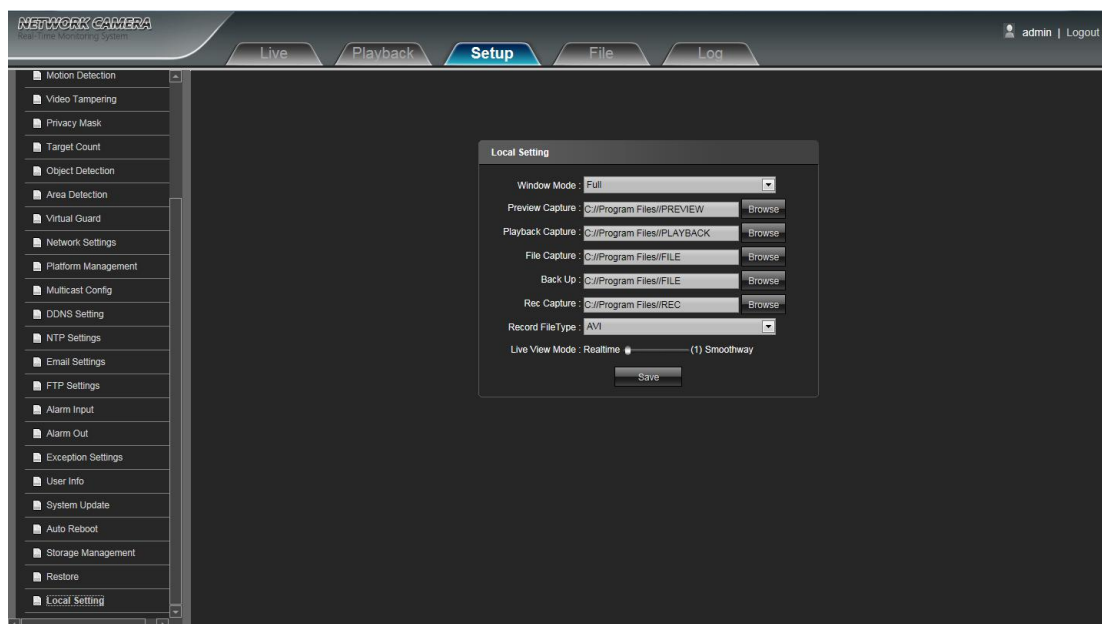 NETWORK CAMERA
Real-Time Monitoring System
admin | Logout
Live
Playback
Setup
File
Log
Motion Detection
Video Tampering
Privacy Mask
Target Count
Object Detection
Area Detection
Virtual Guard
Network Settings
Platform Management
Multicast Config
DDNS Setting
NTP Settings
Email Settings
FTP Settings
Alarm Input
Alarm Out
Exception Settings
User Info
System Update
Auto Reboot
Storage Management
Restore
Local Setting
Local Setting
Window Mode : Full
Preview Capture : C://Program Files//PREVIEW Browse
Playback Capture : C://Program Files//PLAYBACK Browse
File Capture : C://Program Files//FILE Browse
Back Up : C://Program Files//FILE Browse
Rec Capture : C://Program Files//REC Browse
Record FileType : AVI
Live View Mode : Realtime (1) Smoothway
Save